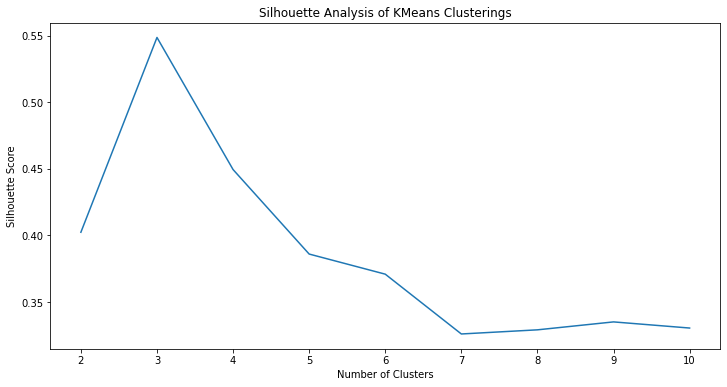 Silhouette Analysis of KMeans Clusterings
0.55
0.50
0.45
0.40
0.35
Silhouette Score
2 3 4 5 6 7 8 9 10
Number of Clusters